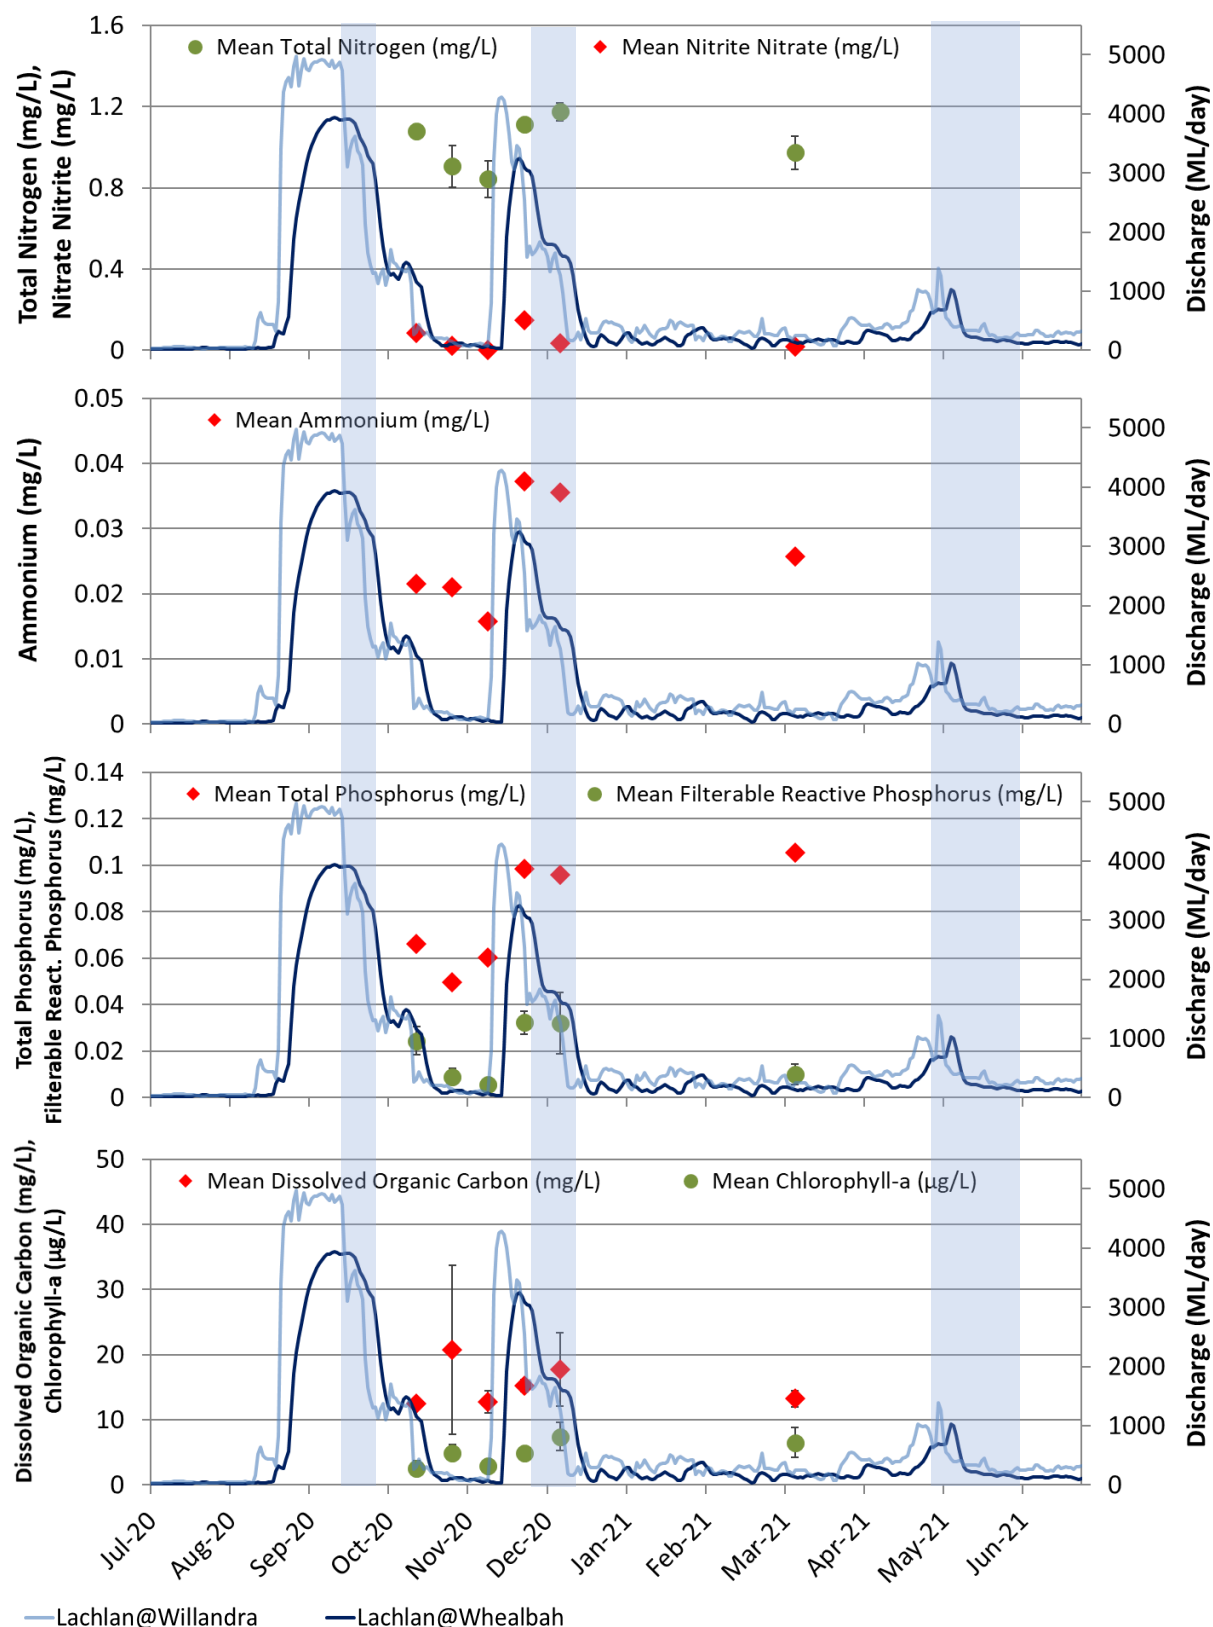 1.6
1.2
0.8
0.4
0
Total Nitrogen (mg/L),
Nitrate Nitrite (mg/L)
Mean Total Nitrogen (mg/L)
Mean Nitrite Nitrate (mg/L)
5000
4000
3000
2000
1000
0
Discharge (ML/day)
0.05
0.04
0.03
0.02
0.01
0
Ammonium (mg/L)
Mean Ammonium (mg/L)
5000
4000
3000
2000
1000
0
Discharge (ML/day)
0.14
0.12
0.1
0.08
0.06
0.04
0.02
0
Total Phosphorus (mg/L),
Filterable React. Phosphorus (mg/L)
Mean Total Phosphorus (mg/L)
Mean Filterable Reactive Phosphorus (mg/L)
5000
4000
3000
2000
1000
0
Discharge (ML/day)
50
40
30
20
10
0
Dissolved Organic Carbon (mg/L),
Chlorophyll-a (µg/L)
Mean Dissolved Organic Carbon (mg/L)
Mean Chlorophyll-a (µg/L)
5000
4000
3000
2000
1000
0
Discharge (ML/day)
Jul-20
Aug-20
Sep-20
Oct-20
Nov-20
Dec-20
Jan-21
Feb-21
Mar-21
Apr-21
May-21
Jun-21
Lachlan@Willandra
Lachlan@Whealbah